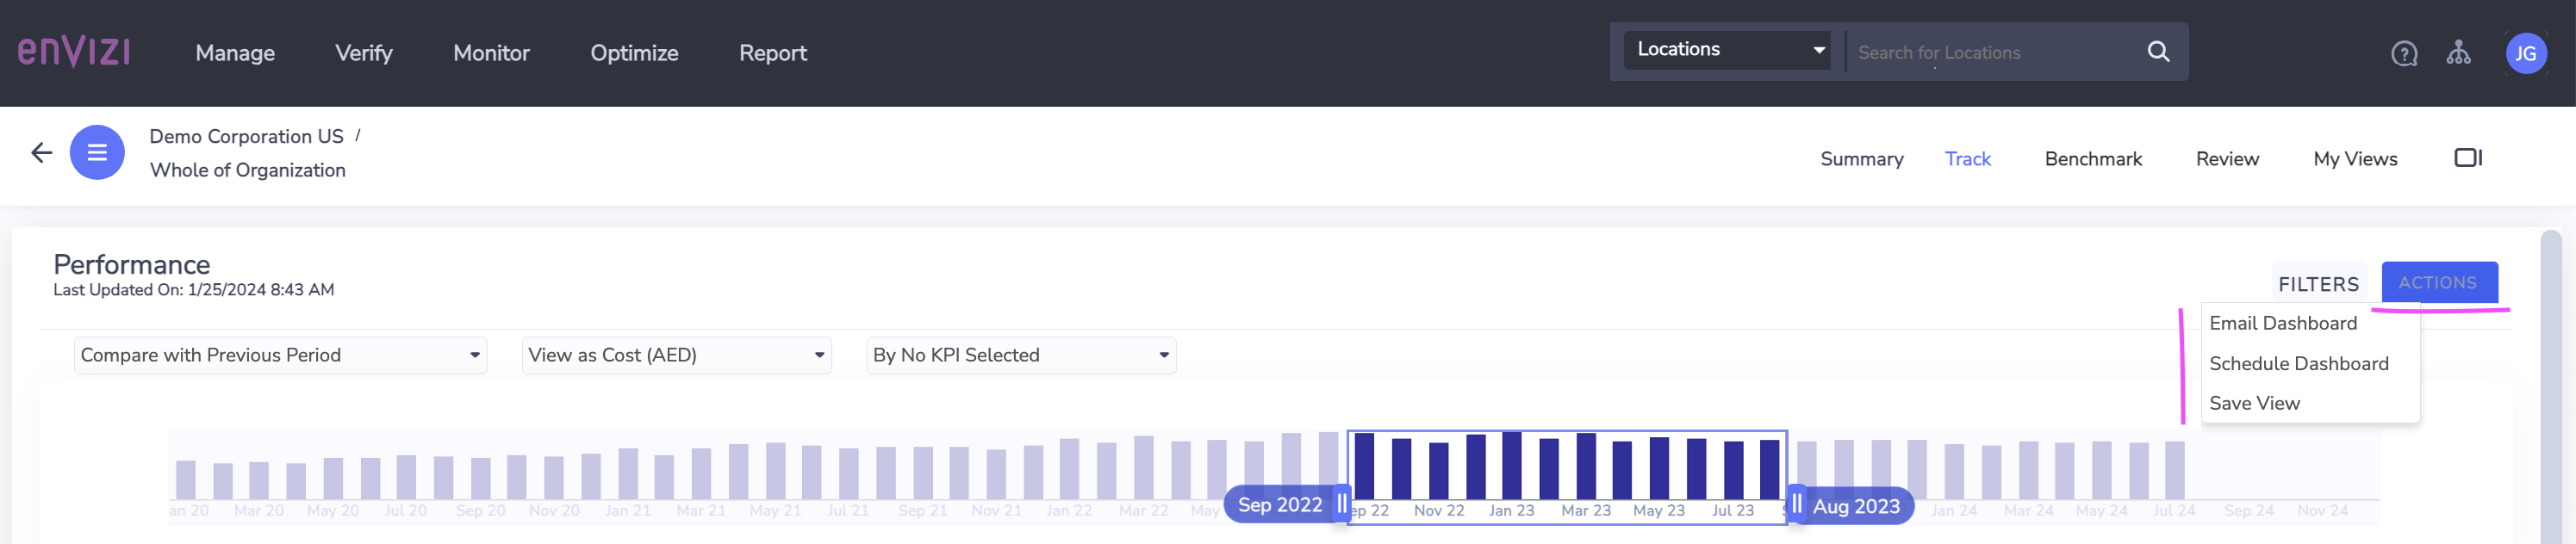 enVIZI
Manage
Verify
Monitor
Optimize
Report
Locations
Search for Locations
JG
Demo Corporation US /
Whole of Organization
Summary
Track
Benchmark
Review
My Views
Performance
Last Updated On: 1/25/2024 8:43 AM
FILTERS
ACTIONS
Email Dashboard
Schedule Dashboard
Save View
Compare with Previous Period
View as Cost (AED)
By No KPI Selected
Sep 2022
Aug 2023
an 20 Mar 20 May 20 Jul 20 Sep 20 Nov 20 Jan 21 Mar 21 May 21 Jul 21 Sep 21 Nov 21 Jan 22 Mar 22 May ep 22 Nov 22 Jan 23 Mar 23 May 23 Jul 23 Jan 24 Mar 24 May 24 Jul 24 Sep 24 Nov 24